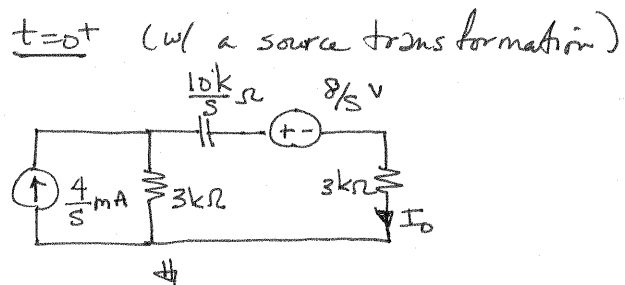 t=0+ (w/ a source transformation)
10k/s Ω
8/s V
+ -
4/s mA
3kΩ
3kΩ
I₀